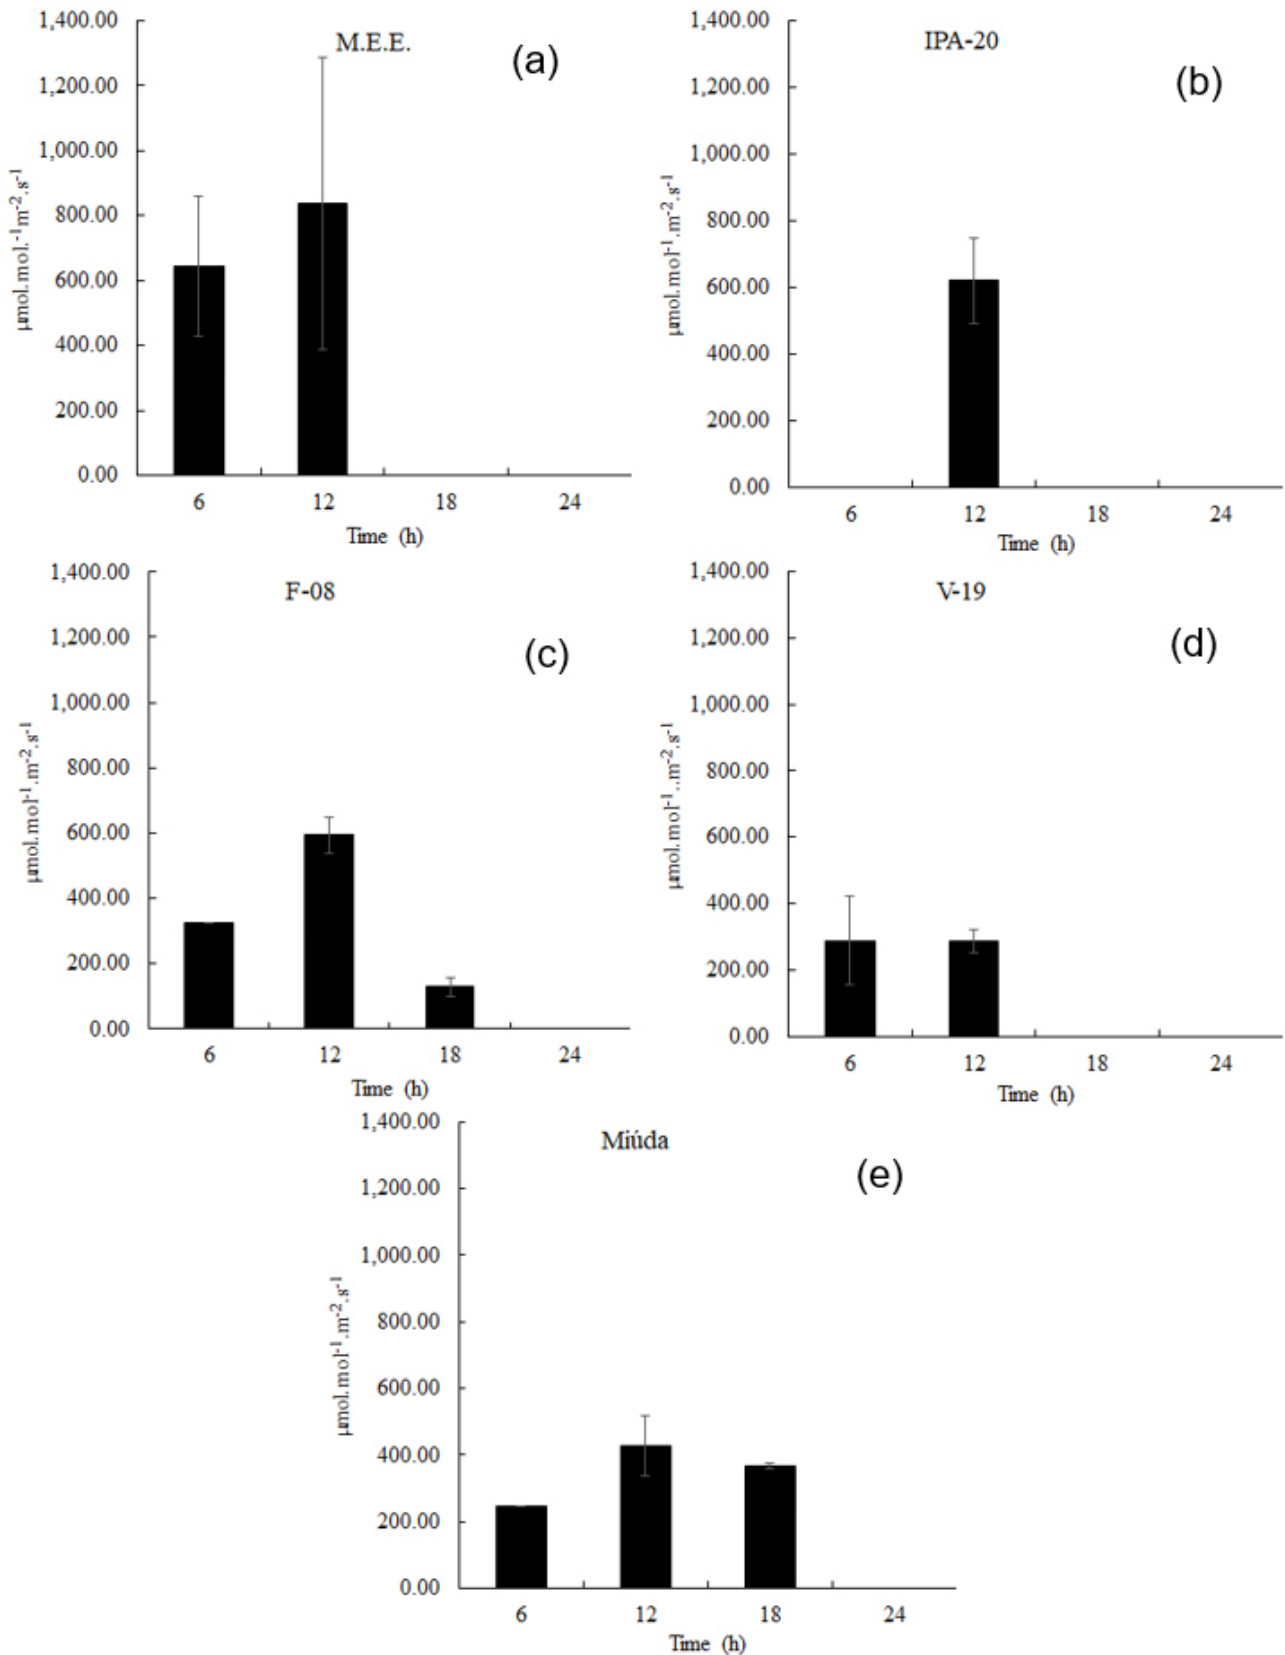 M.E.E.
(a)
1,400.00
1,200.00
1,000.00
800.00
600.00
400.00
200.00
0.00
µmol.mol.⁻¹m⁻².s⁻¹
6 12 18 24
Time (h)
IPA-20
(b)
1,400.00
1,200.00
1,000.00
800.00
600.00
400.00
200.00
0.00
µmol.mol⁻¹.m⁻².s⁻¹
6 12 18 24
Time (h)
F-08
(c)
1,400.00
1,200.00
1,000.00
800.00
600.00
400.00
200.00
0.00
µmol.mol⁻¹.m⁻².s⁻¹
6 12 18 24
Time (h)
V-19
(d)
1,400.00
1,200.00
1,000.00
800.00
600.00
400.00
200.00
0.00
µmol.mol⁻¹..m⁻².s⁻¹
6 12 18 24
Time (h)
Miúda
(e)
1,400.00
1,200.00
1,000.00
800.00
600.00
400.00
200.00
0.00
µmol.mol⁻¹.m⁻².s⁻¹
6 12 18 24
Time (h)